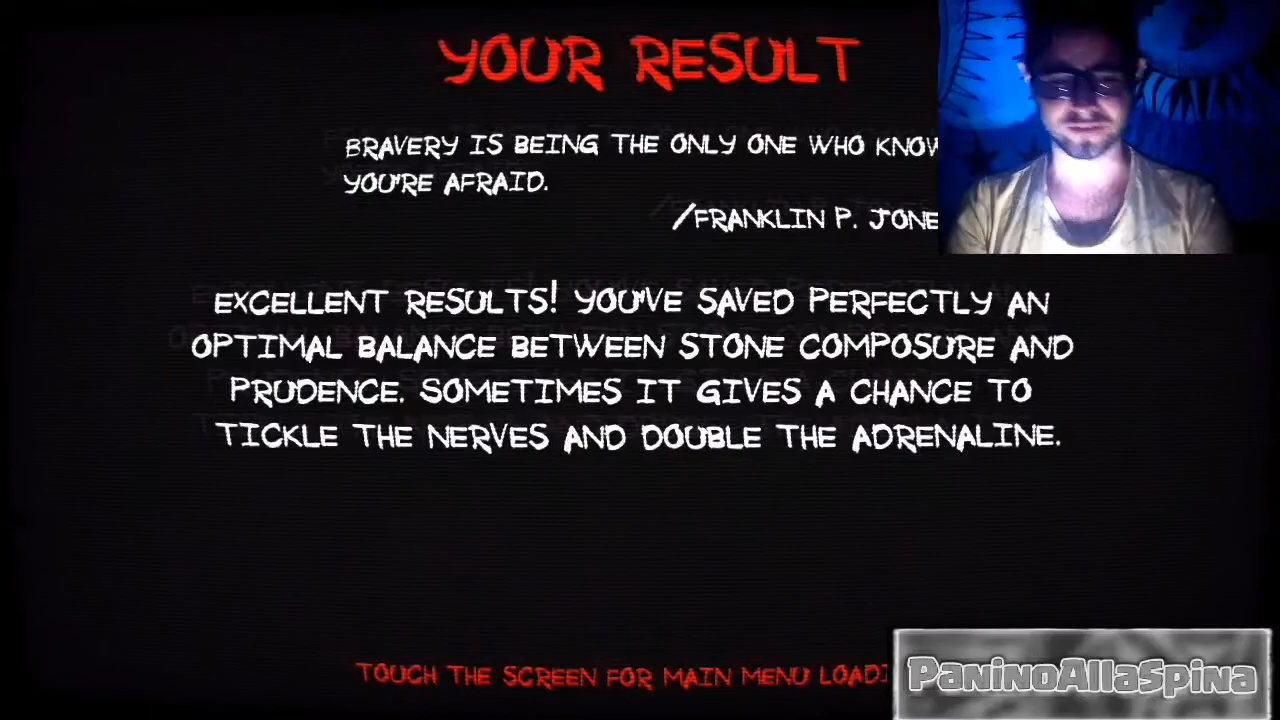 YOUR RESULT
BRAVERY IS BEING THE ONLY ONE WHO KNOW
YOU'RE AFRAID.
/FRANKLIN P. JONE
EXCELLENT RESULTS! YOU'VE SAVED PERFECTLY AN
OPTIMAL BALANCE BETWEEN STONE COMPOSURE AND
PRUDENCE. SOMETIMES IT GIVES A CHANCE TO
TICKLE THE NERVES AND DOUBLE THE ADRENALINE.
TOUCH THE SCREEN FOR MAIN MENU LOADI
PaninoAllaSpina